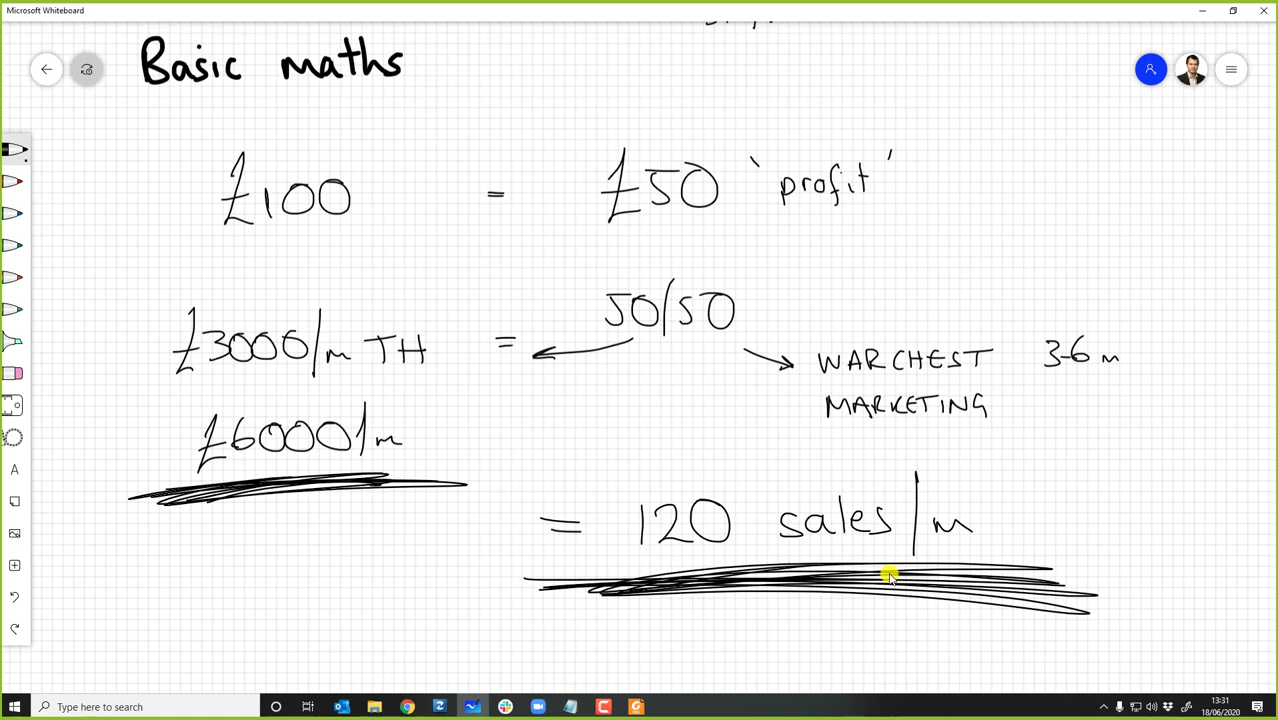 Microsoft Whiteboard
Basic maths
£100 = £50 'profit'
50/50
£3000/m TH =
WARCHEST 3-6 m
MARKETING
£6000/m
= 120 sales/m
A
Type here to search
13:31
18/06/2020